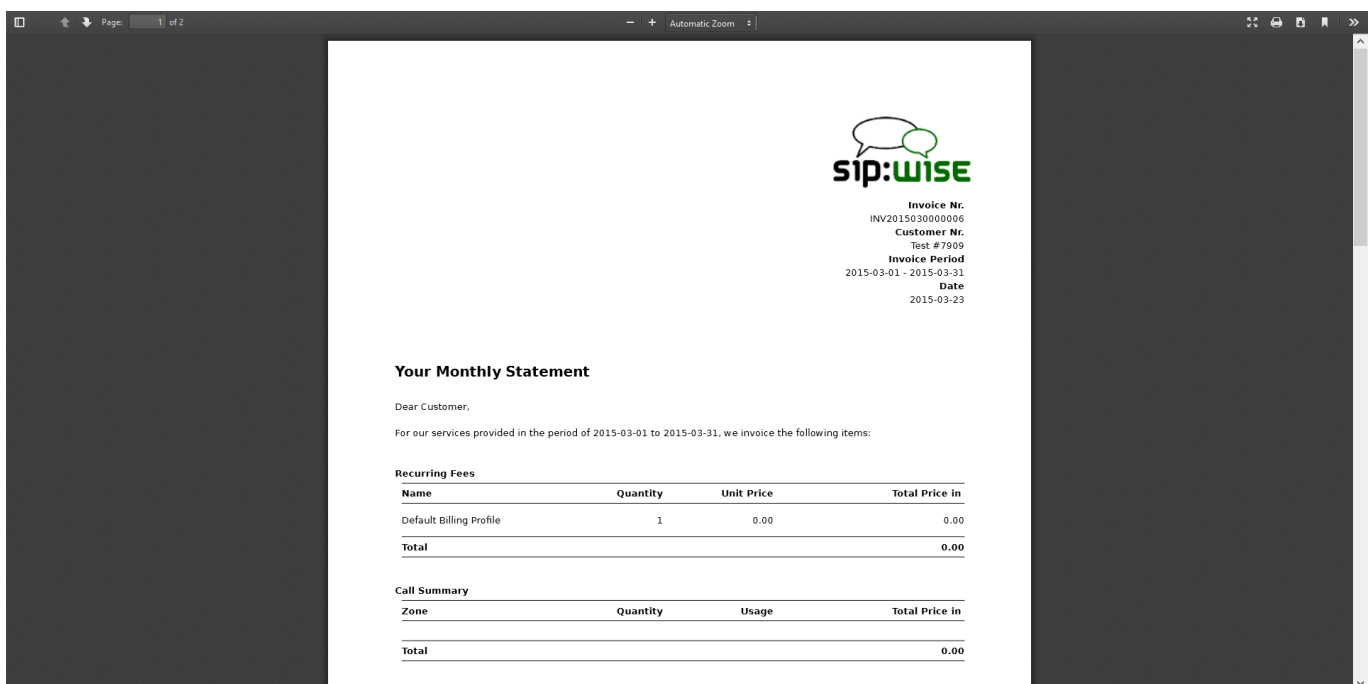 Page: 1 of 2
Automatic Zoom
sip:wise
Invoice Nr.
INV2015030000006
Customer Nr.
Test #7909
Invoice Period
2015-03-01 - 2015-03-31
Date
2015-03-23
Your Monthly Statement
Dear Customer,
For our services provided in the period of 2015-03-01 to 2015-03-31, we invoice the following items:
Recurring Fees
Name Quantity Unit Price Total Price in
Default Billing Profile 1 0.00 0.00
Total 0.00
Call Summary
Zone Quantity Usage Total Price in
Total 0.00